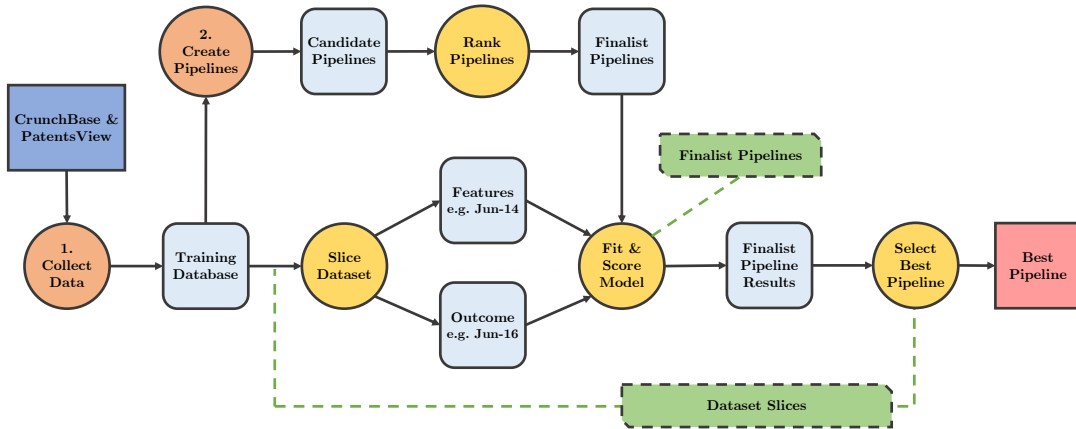 2.
Create
Pipelines
Candidate
Pipelines
Rank
Pipelines
Finalist
Pipelines
CrunchBase &
PatentsView
Finalist Pipelines
Features
e.g. Jun-14
1.
Collect
Data
Training
Database
Slice
Dataset
Fit &
Score
Model
Finalist
Pipeline
Results
Select
Best
Pipeline
Best
Pipeline
Outcome
e.g. Jun-16
Dataset Slices